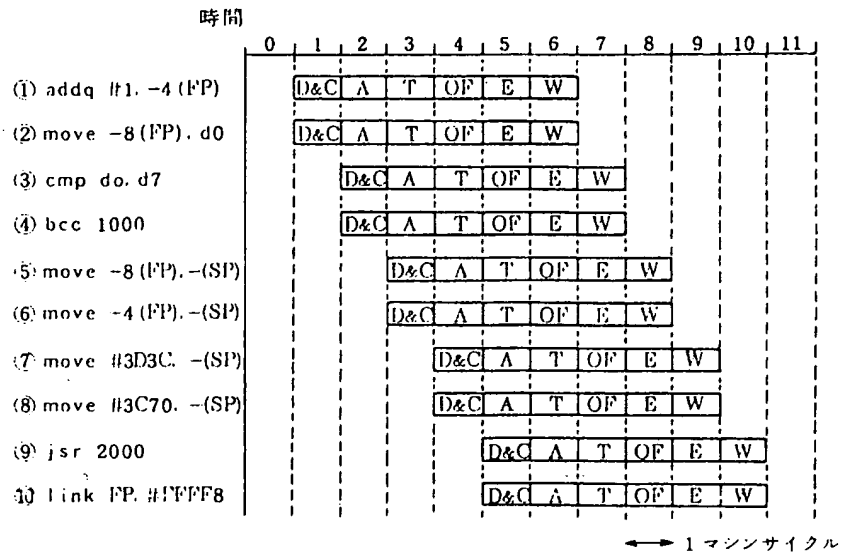 時間
0 1 2 3 4 5 6 7 8 9 10 11
(1) addq #1, -4(FP) D&C A T OF E W
(2) move -8(FP), d0 D&C A T OF E W
(3) cmp do, d7 D&C A T OF E W
(4) bcc 1000 D&C A T OF E W
(5) move -8(FP), -(SP) D&C A T OF E W
(6) move -4(FP), -(SP) D&C A T OF E W
(7) move #3D3C, -(SP) D&C A T OF E W
(8) move #3C70, -(SP) D&C A T OF E W
(9) jsr 2000 D&C A T OF E W
(10) link FP, #FFFF8 D&C A T OF E W
1マシンサイクル